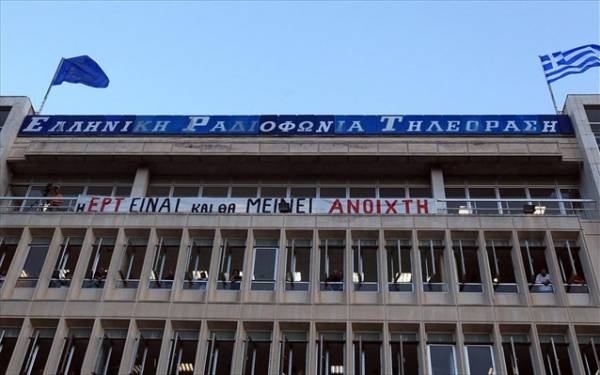 ΕΛΛΗΝΙΚΗ ΡΑΔΙΟΦΩΝΙΑ ΤΗΛΕΟΡΑΣΗ
Η ΕΡΤ ΕΙΝΑΙ ΚΑΙ ΘΑ ΜΕΙΝΕΙ ΑΝΟΙΧΤΗ